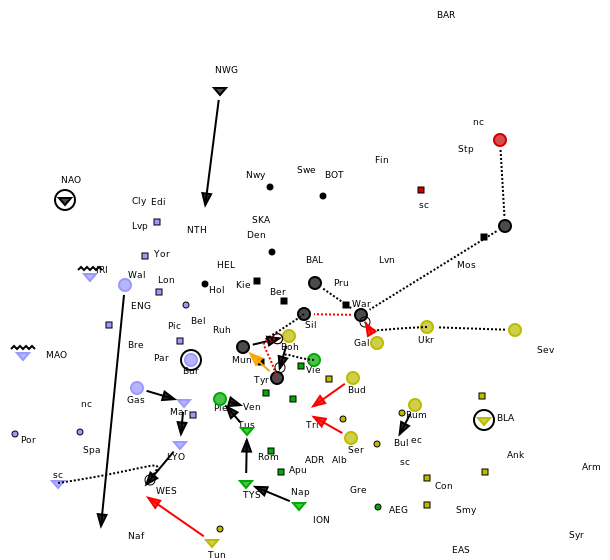 BAR
NWG
nc
Stp
Fin
Swe
BOT
Nwy
NAO
sc
Cly
Edi
SKA
Lvp
NTH
Den
Yor
HEL
BAL
Lvn
Mos
Wal
Lon
Hol
Kie
Ber
Pru
ENG
War
Bel
Sil
Pic
Ruh
Bre
Gal
Ukr
Boh
Sev
MAO
Par
Mun
Bur
Vie
Tyr
Bud
Gas
nc
Mar
Pie
Ven
Rum
BLA
Tus
Tri
Por
Spa
Ser
Bul
ec
LYO
Rom
ADR
Alb
Ank
sc
Apu
sc
Arm
WES
TYS
Nap
Gre
Con
AEG
Smy
ION
Naf
Syr
Tun
EAS